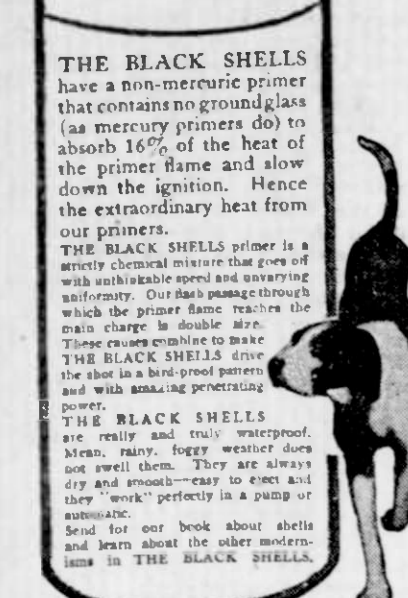 THE BLACK SHELLS
have a non-mercuric primer
that contains no ground glass
(as mercury primers do) to
absorb 16% of the heat of
the primer flame and slow
down the ignition. Hence
the extraordinary heat from
our primers.
THE BLACK SHELLS primer is a
strictly chemical mixture that goes off
with unthinkable speed and unvarying
uniformity. Our flash passage through
which the primer flame reaches the
main charge is double size.
These causes combine to make
THE BLACK SHELLS drive
the shot in a bird-proof pattern
and with amazing penetrating
power.
THE BLACK SHELLS
are really and truly waterproof.
Mean, rainy, foggy weather does
not swell them. They are always
dry and smooth—easy to eject and
they "work" perfectly in a pump or
automatic.
Send for our book about shells
and learn about the other modern-
isms in THE BLACK SHELLS.